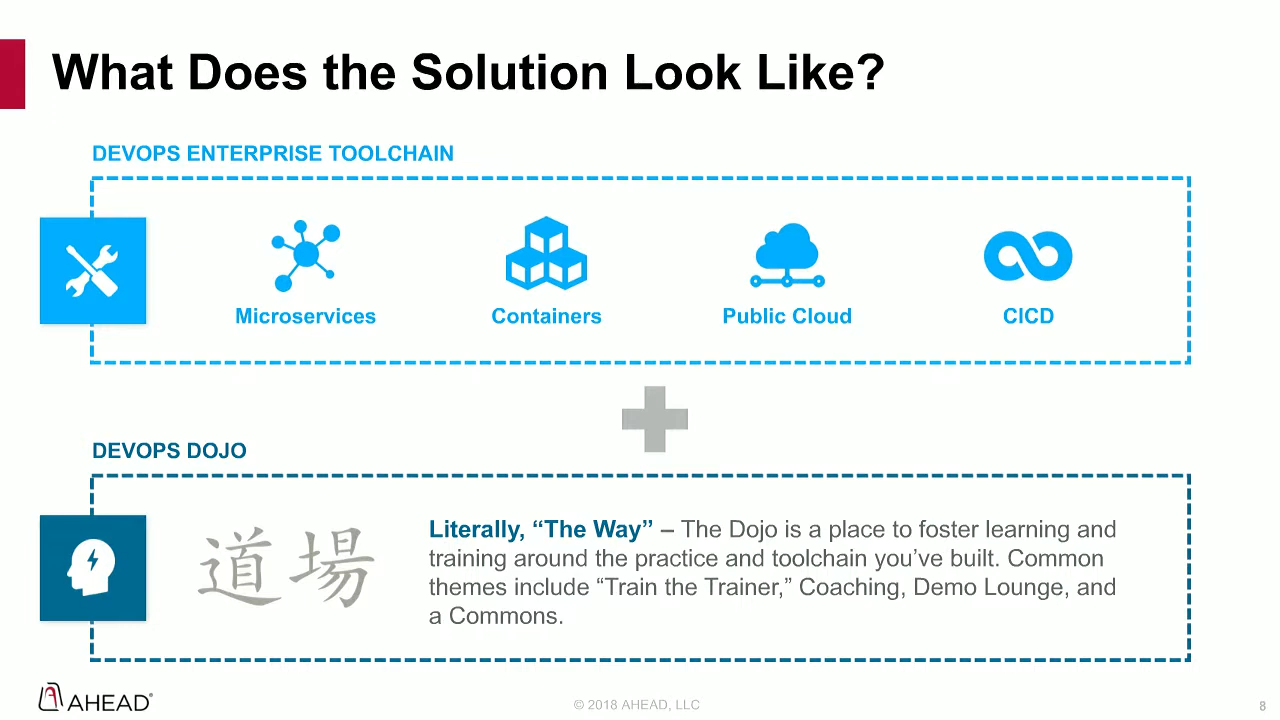 What Does the Solution Look Like?
DEVOPS ENTERPRISE TOOLCHAIN
Microservices
Containers
Public Cloud
CICD
DEVOPS DOJO
道場
Literally, “The Way” – The Dojo is a place to foster learning and
training around the practice and toolchain you’ve built. Common
themes include “Train the Trainer,” Coaching, Demo Lounge, and
a Commons.
AHEAD®
© 2018 AHEAD, LLC
8